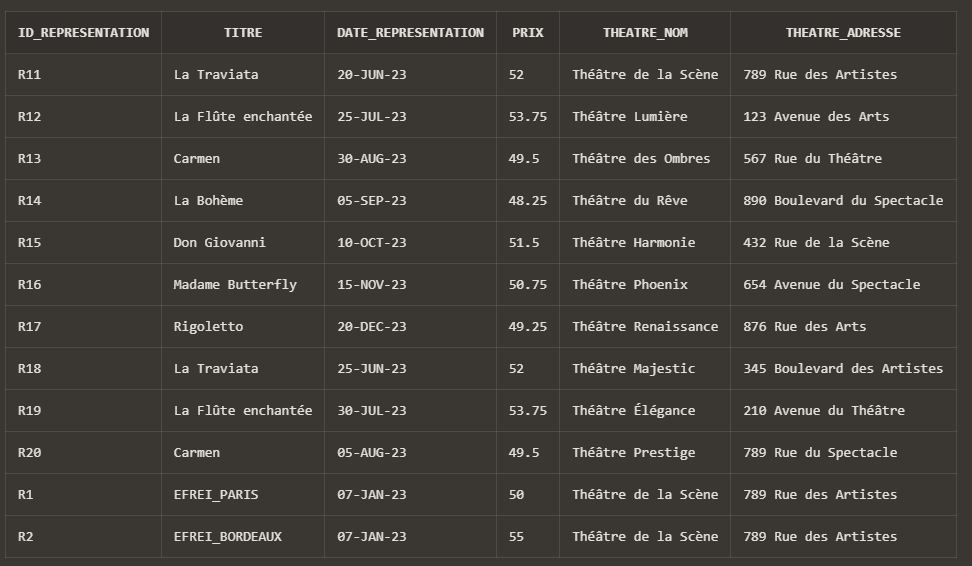 ID_REPRESENTATION TITRE DATE_REPRESENTATION PRIX THEATRE_NOM THEATRE_ADRESSE
R11 La Traviata 20-JUN-23 52 Théâtre de la Scène 789 Rue des Artistes
R12 La Flûte enchantée 25-JUL-23 53.75 Théâtre Lumière 123 Avenue des Arts
R13 Carmen 30-AUG-23 49.5 Théâtre des Ombres 567 Rue du Théâtre
R14 La Bohème 05-SEP-23 48.25 Théâtre du Rêve 890 Boulevard du Spectacle
R15 Don Giovanni 10-OCT-23 51.5 Théâtre Harmonie 432 Rue de la Scène
R16 Madame Butterfly 15-NOV-23 50.75 Théâtre Phoenix 654 Avenue du Spectacle
R17 Rigoletto 20-DEC-23 49.25 Théâtre Renaissance 876 Rue des Arts
R18 La Traviata 25-JUN-23 52 Théâtre Majestic 345 Boulevard des Artistes
R19 La Flûte enchantée 30-JUL-23 53.75 Théâtre Élégance 210 Avenue du Théâtre
R20 Carmen 05-AUG-23 49.5 Théâtre Prestige 789 Rue du Spectacle
R1 EFREI_PARIS 07-JAN-23 50 Théâtre de la Scène 789 Rue des Artistes
R2 EFREI_BORDEAUX 07-JAN-23 55 Théâtre de la Scène 789 Rue des Artistes